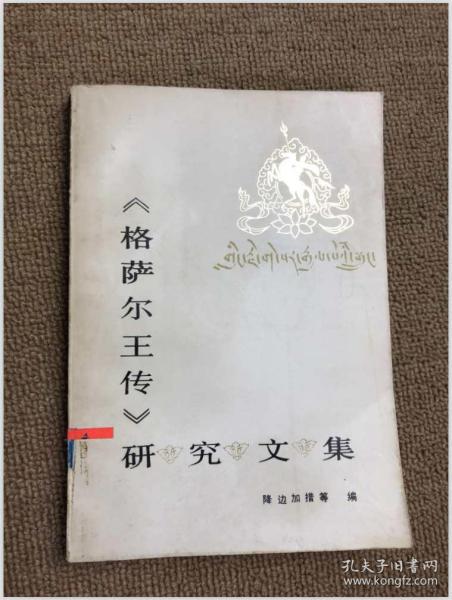 《格萨尔王传》
研究文集
降边加措等 编
孔夫子旧书网
www.kongfz.com